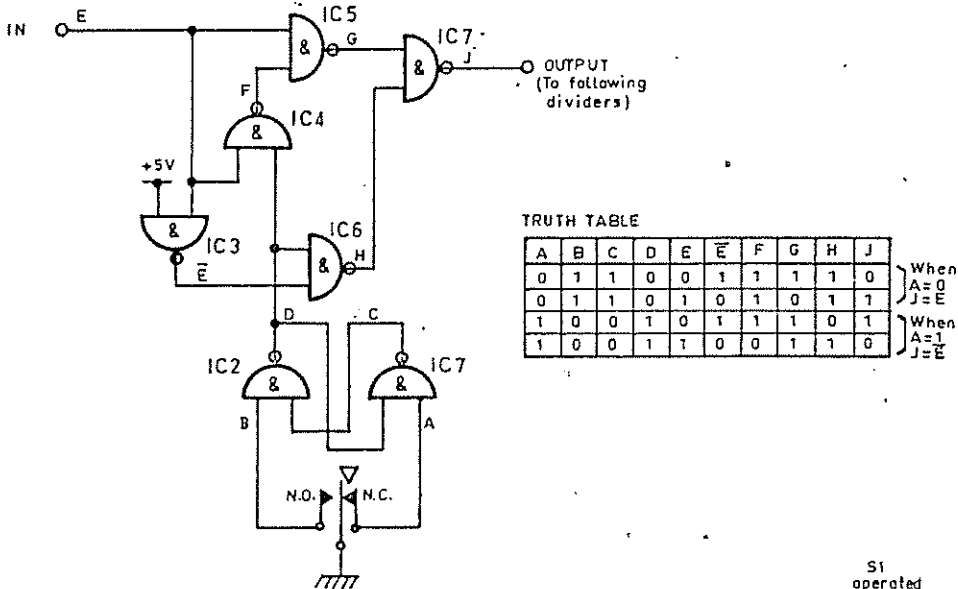 IN
E
IC5
&
G
IC7
&
J
OUTPUT
(To following
dividers)
F
IC4
&
+5V
&
IC3
E̅
IC6
&
H
D
C
IC2
&
IC7
&
B
A
N.O.
N.C.
TRUTH TABLE
A B C D E E̅ F G H J
0 1 1 0 0 1 1 1 1 0
0 1 1 0 1 0 1 0 1 1
1 0 0 1 0 1 1 1 0 1
1 0 0 1 1 0 0 1 1 0
When
A=0
J=E
When
A=1
J=E̅
S1
operated